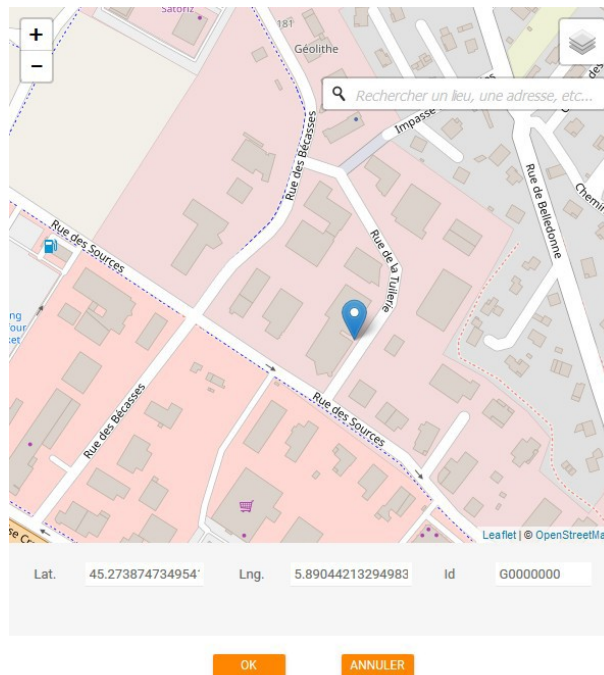 Satoriz
181
+
Géolithe
−
Rechercher un lieu, une adresse, etc...
Impasse
Rue des Bécasses
Rue de Belledonne
Chemin
Rue des Sources
Rue de la Tuilerie
Rue des Bécasses
Rue des Sources
Leaflet | © OpenStreetMa
Lat. 45.2738747349541 Lng. 5.89044213294983 Id G0000000
OK ANNULER